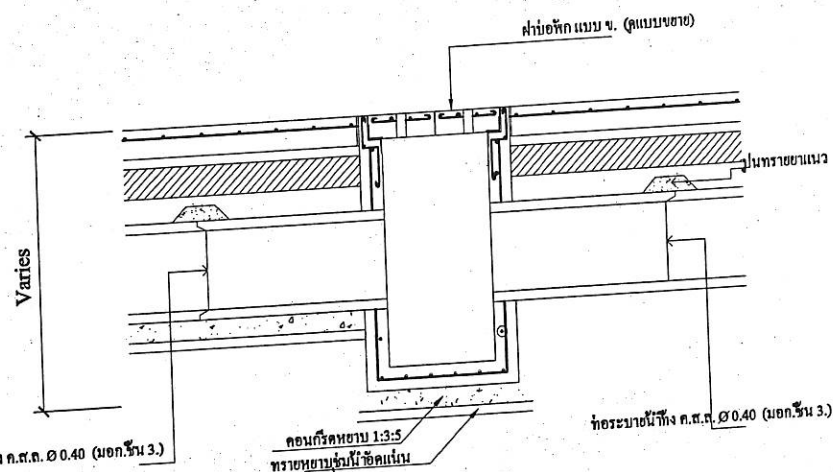 ฝาบ่อพัก แบบ ข. (ดูแบบขยาย)
ปูนทรายยาแนว
Varies
ค.ส.ล. Ø 0.40 (มอก.ชั้น 3.)
คอนกรีตหยาบ 1:3:5
ทรายหยาบชุ่มน้ำอัดแน่น
ท่อระบายน้ำทิ้ง ค.ส.ล. Ø 0.40 (มอก.ชั้น 3.)